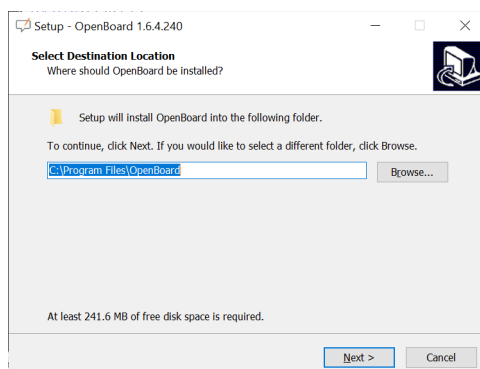 Setup - OpenBoard 1.6.4.240
Select Destination Location
Where should OpenBoard be installed?
Setup will install OpenBoard into the following folder.
To continue, click Next. If you would like to select a different folder, click Browse.
C:\Program Files\OpenBoard
Browse...
At least 241.6 MB of free disk space is required.
Next >
Cancel